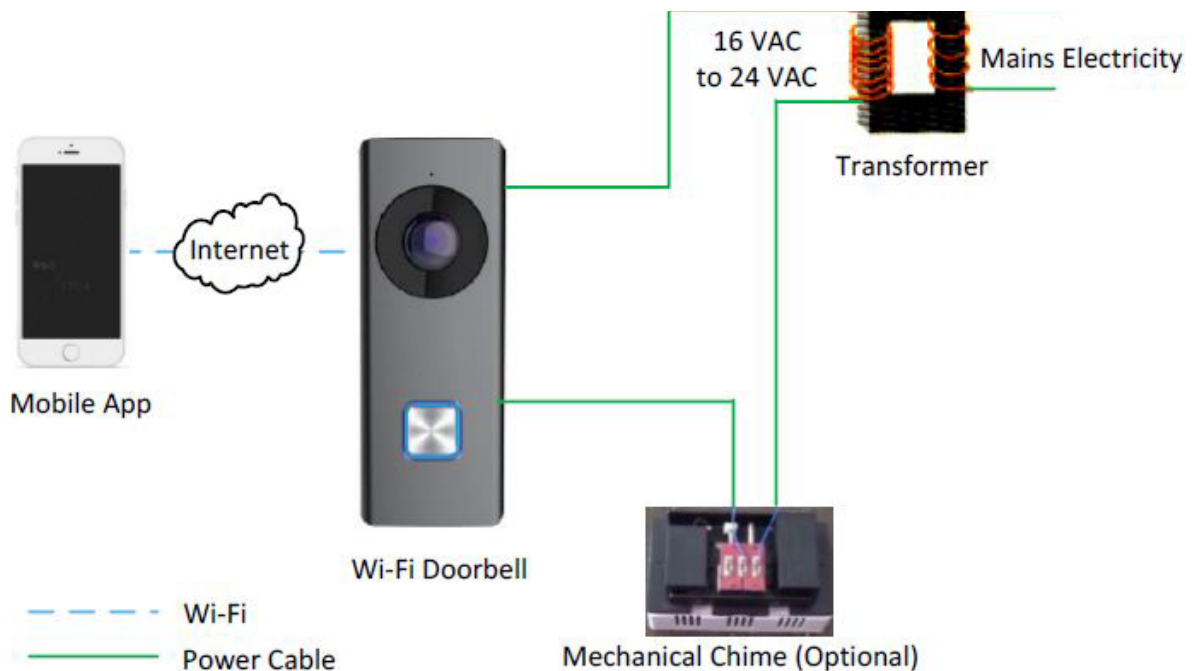 16 VAC
to 24 VAC
Mains Electricity
Transformer
Internet
Mobile App
Wi-Fi Doorbell
Wi-Fi
Power Cable
Mechanical Chime (Optional)